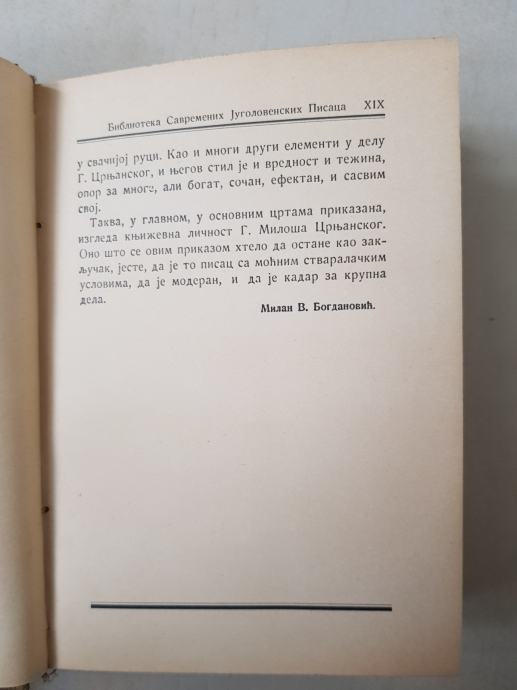 Библиотека Савремених Југоловенских Писаца XIX
у свачијој руци. Као и многи други елементи у делу
Г. Црњанског, и његов стил је и вредност и тежина,
опор за многе, али богат, сочан, ефектан, и сасвим
свој.
Таква, у главном, у основним цртама приказана,
изгледа књижевна личност Г. Милоша Црњанског.
Оно што се овим приказом хтело да остане као зак-
ључак, јесте, да је то писац са моћним стваралачким
условима, да је модеран, и да је кадар за крупна
дела.
Милан В. Богдановић.